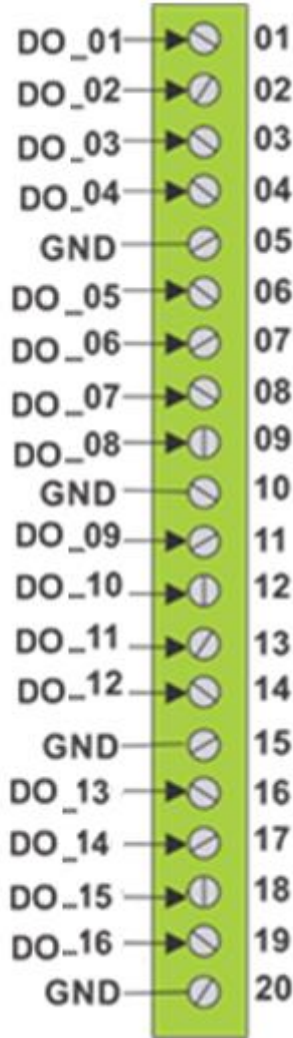 DO_01 01
DO_02 02
DO_03 03
DO_04 04
GND 05
DO_05 06
DO_06 07
DO_07 08
DO_08 09
GND 10
DO_09 11
DO_10 12
DO_11 13
DO_12 14
GND 15
DO_13 16
DO_14 17
DO_15 18
DO_16 19
GND 20